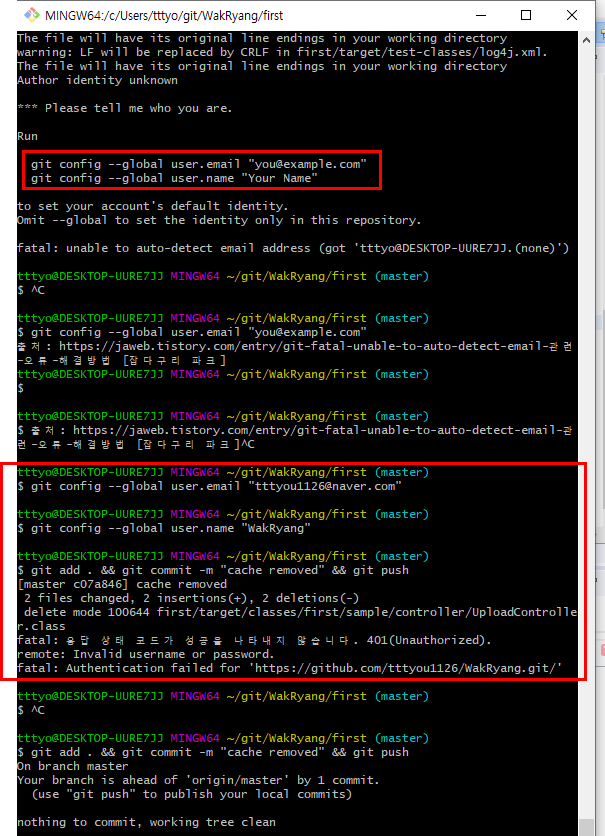 MINGW64:/c/Users/tttyo/git/WakRyang/first
The file will have its original line endings in your working directory
warning: LF will be replaced by CRLF in first/target/test-classes/log4j.xml.
The file will have its original line endings in your working directory
Author identity unknown
*** Please tell me who you are.
Run
git config --global user.email "you@example.com"
git config --global user.name "Your Name"
to set your account's default identity.
Omit --global to set the identity only in this repository.
fatal: unable to auto-detect email address (got 'tttyo@DESKTOP-UURE7JJ.(none)')
tttyo@DESKTOP-UURE7JJ MINGW64 ~/git/WakRyang/first (master)
$ ^C
tttyo@DESKTOP-UURE7JJ MINGW64 ~/git/WakRyang/first (master)
$ git config --global user.email "you@example.com"
출처: https://jaweb.tistory.com/entry/git-fatal-unable-to-auto-detect-email-관련
-오류-해결방법 [잡다구리 파크]
tttyo@DESKTOP-UURE7JJ MINGW64 ~/git/WakRyang/first (master)
$
tttyo@DESKTOP-UURE7JJ MINGW64 ~/git/WakRyang/first (master)
$ 출처: https://jaweb.tistory.com/entry/git-fatal-unable-to-auto-detect-email-관
련-오류-해결방법 [잡다구리 파크]^C
tttyo@DESKTOP-UURE7JJ MINGW64 ~/git/WakRyang/first (master)
$ git config --global user.email "tttyou1126@naver.com"
tttyo@DESKTOP-UURE7JJ MINGW64 ~/git/WakRyang/first (master)
$ git config --global user.name "WakRyang"
tttyo@DESKTOP-UURE7JJ MINGW64 ~/git/WakRyang/first (master)
$ git add . && git commit -m "cache removed" && git push
[master c07a846] cache removed
2 files changed, 2 insertions(+), 2 deletions(-)
delete mode 100644 first/target/classes/first/sample/controller/UploadControlle
r.class
fatal: 응답 상태 코드가 성공을 나타내지 않습니다. 401(Unauthorized).
remote: Invalid username or password.
fatal: Authentication failed for 'https://github.com/tttyou1126/WakRyang.git/'
tttyo@DESKTOP-UURE7JJ MINGW64 ~/git/WakRyang/first (master)
$ ^C
tttyo@DESKTOP-UURE7JJ MINGW64 ~/git/WakRyang/first (master)
$ git add . && git commit -m "cache removed" && git push
On branch master
Your branch is ahead of 'origin/master' by 1 commit.
(use "git push" to publish your local commits)
nothing to commit, working tree clean